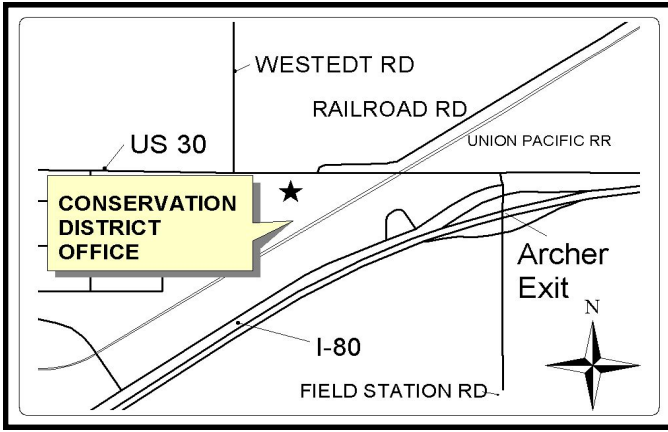 WESTEDT RD
RAILROAD RD
UNION PACIFIC RR
US 30
CONSERVATION
DISTRICT
OFFICE
Archer
Exit
N
I-80
FIELD STATION RD